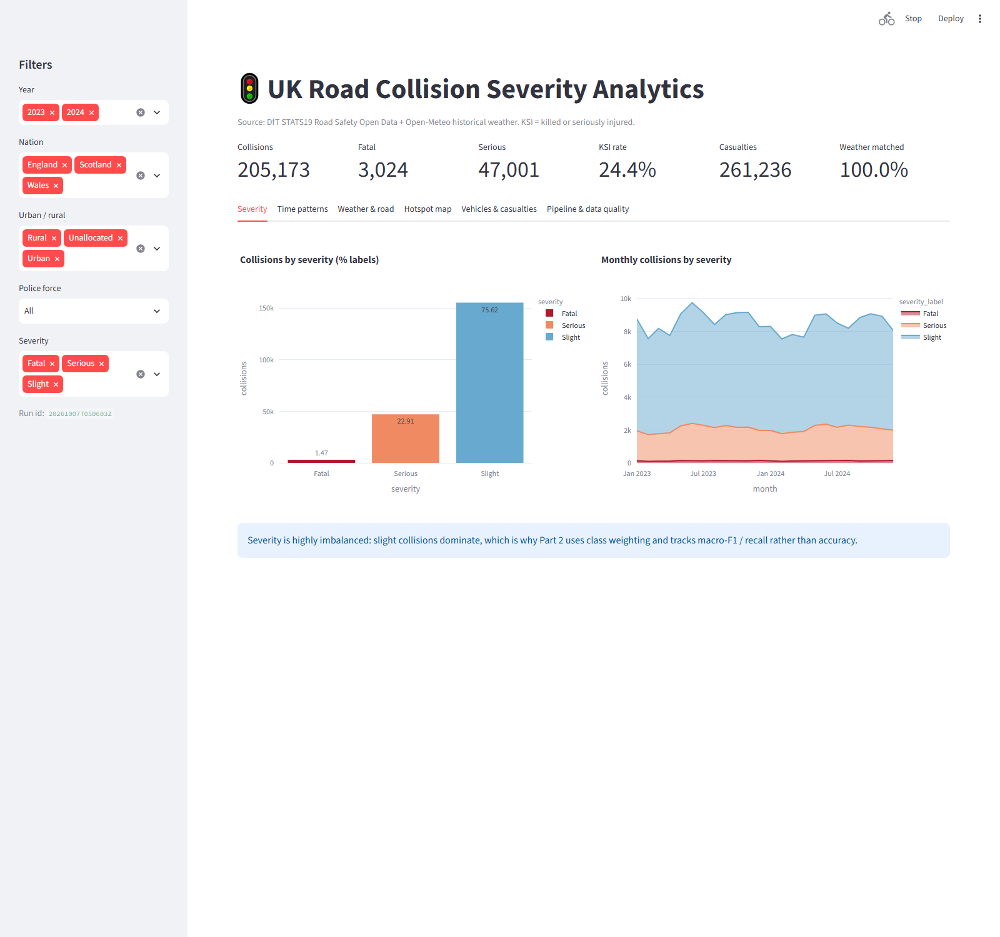 Stop
Deploy
Filters
Year
2023 2024
Nation
England Scotland
Wales
Urban / rural
Rural Unallocated
Urban
Police force
All
Severity
Fatal Serious
Slight
Run id: 20261007T050603Z
UK Road Collision Severity Analytics
Source: DfT STATS19 Road Safety Open Data + Open-Meteo historical weather. KSI = killed or seriously injured.
Collisions Fatal Serious KSI rate Casualties Weather matched
205,173 3,024 47,001 24.4% 261,236 100.0%
Severity Time patterns Weather & road Hotspot map Vehicles & casualties Pipeline & data quality
Collisions by severity (% labels)
150k
100k
50k
0
collisions
75.62
22.91
1.47
Fatal Serious Slight
severity
severity
Fatal
Serious
Slight
Monthly collisions by severity
10k
8k
6k
4k
2k
0
collisions
Jan 2023 Jul 2023 Jan 2024 Jul 2024
month
severity_label
Fatal
Serious
Slight
Severity is highly imbalanced: slight collisions dominate, which is why Part 2 uses class weighting and tracks macro-F1 / recall rather than accuracy.